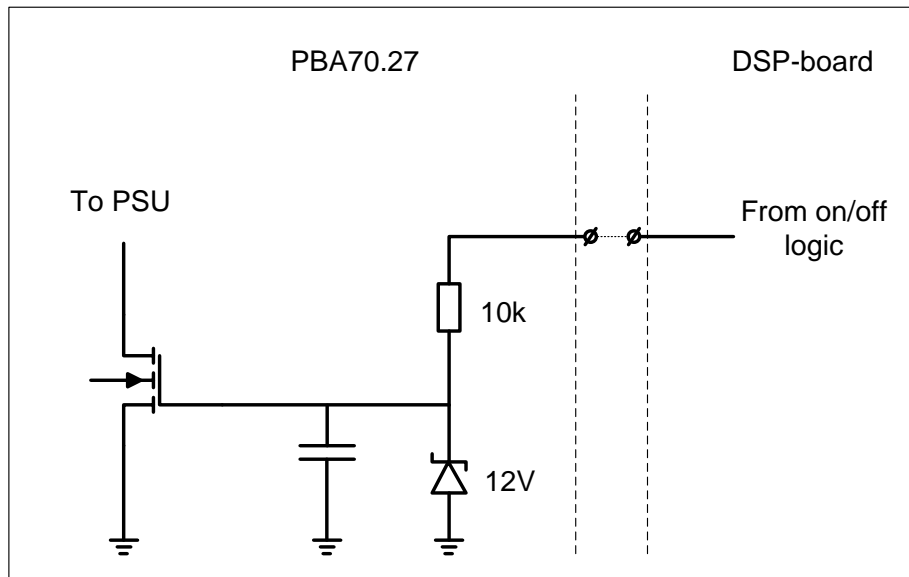 PBA70.27
DSP-board
To PSU
From on/off
logic
10k
12V